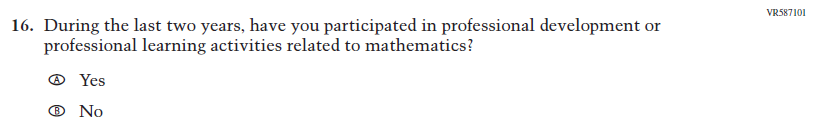 VR587101
16. During the last two years, have you participated in professional development or
professional learning activities related to mathematics?
Ⓐ Yes
Ⓑ No